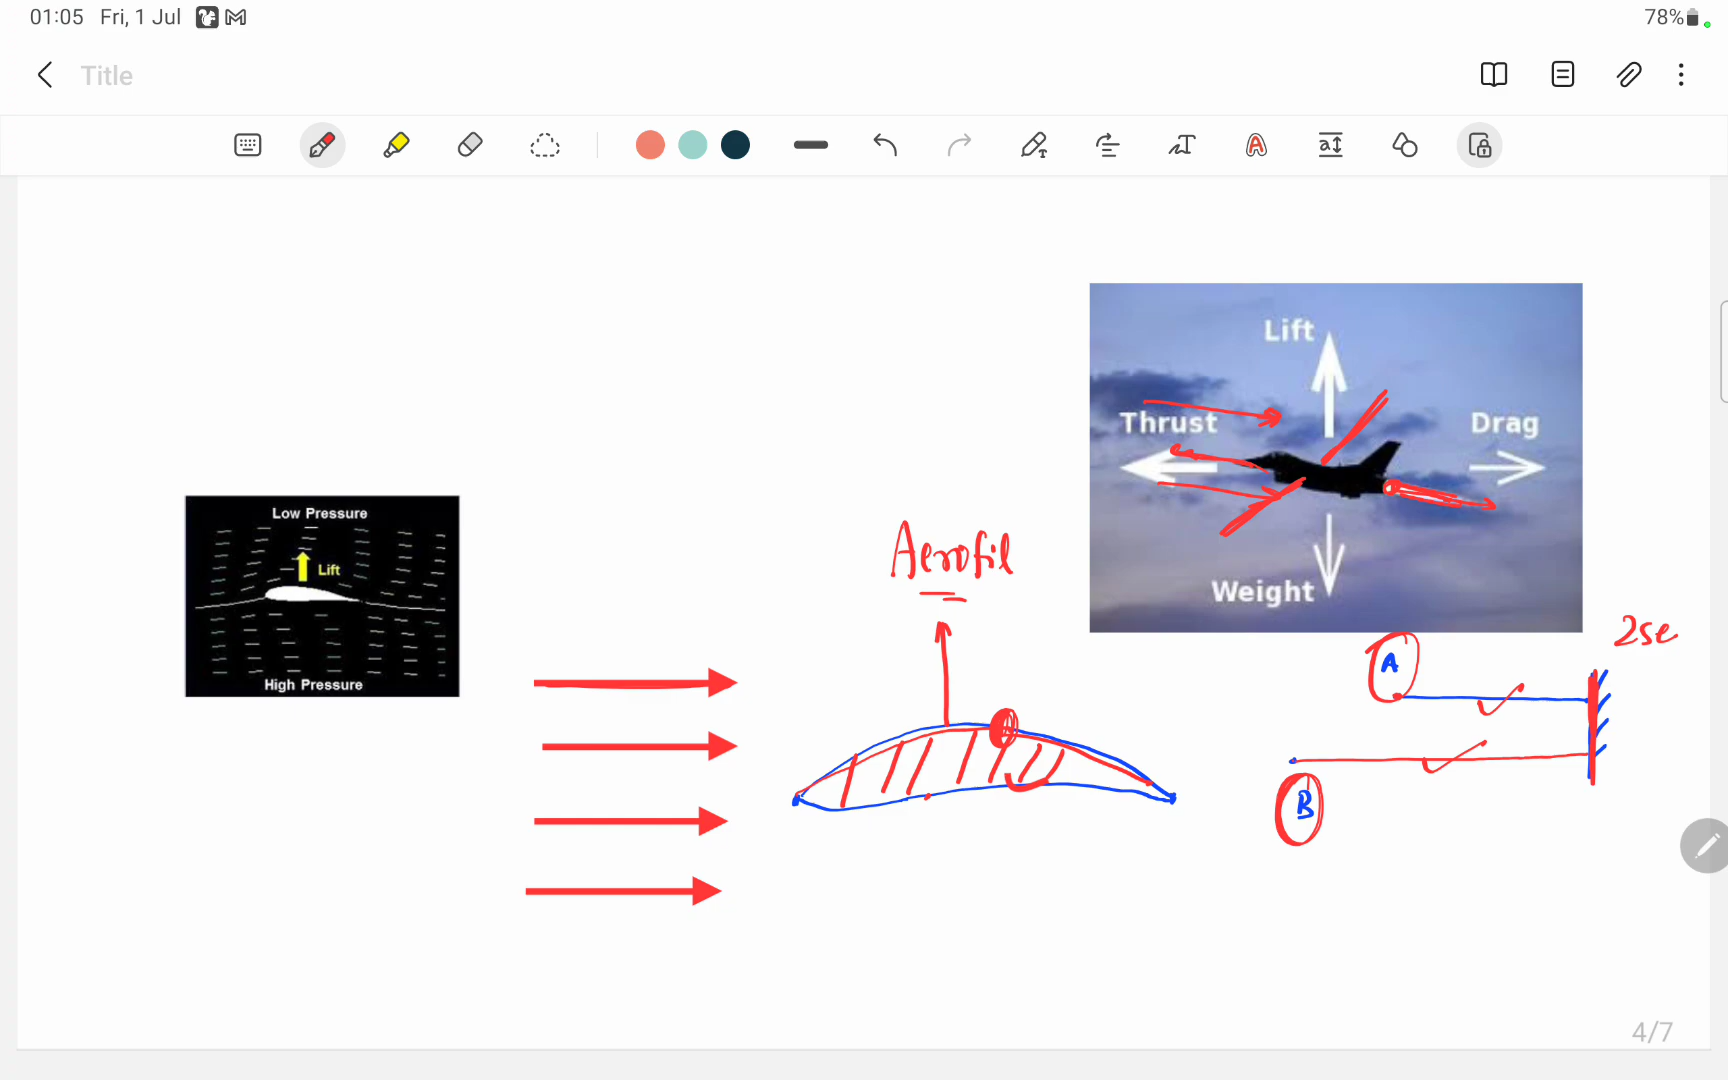 01:05 Fri, 1 Jul
78%
Title
Lift
Thrust
Drag
Weight
Low Pressure
Lift
High Pressure
Aerofil
2se
A
B
4/7